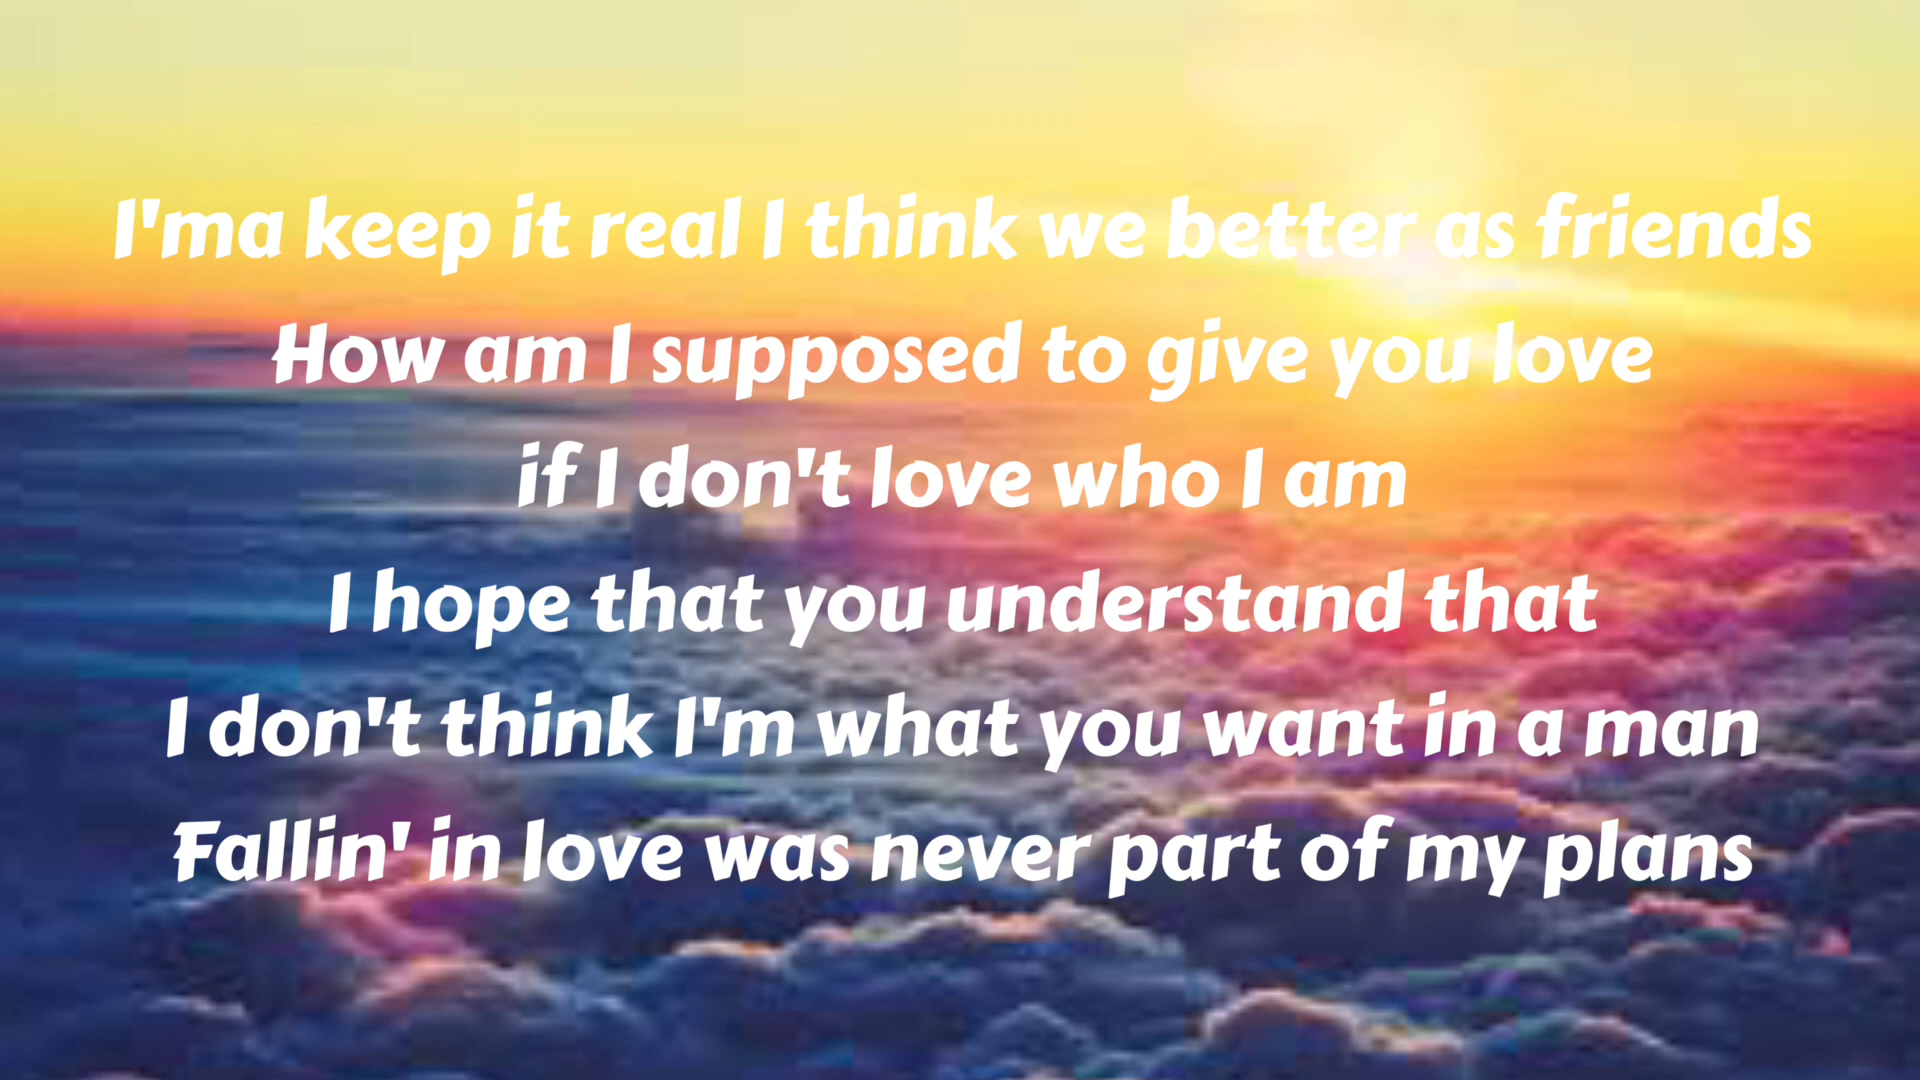 I'ma keep it real I think we better as friends
How am I supposed to give you love
if I don't love who I am
I hope that you understand that
I don't think I'm what you want in a man
Fallin' in love was never part of my plans